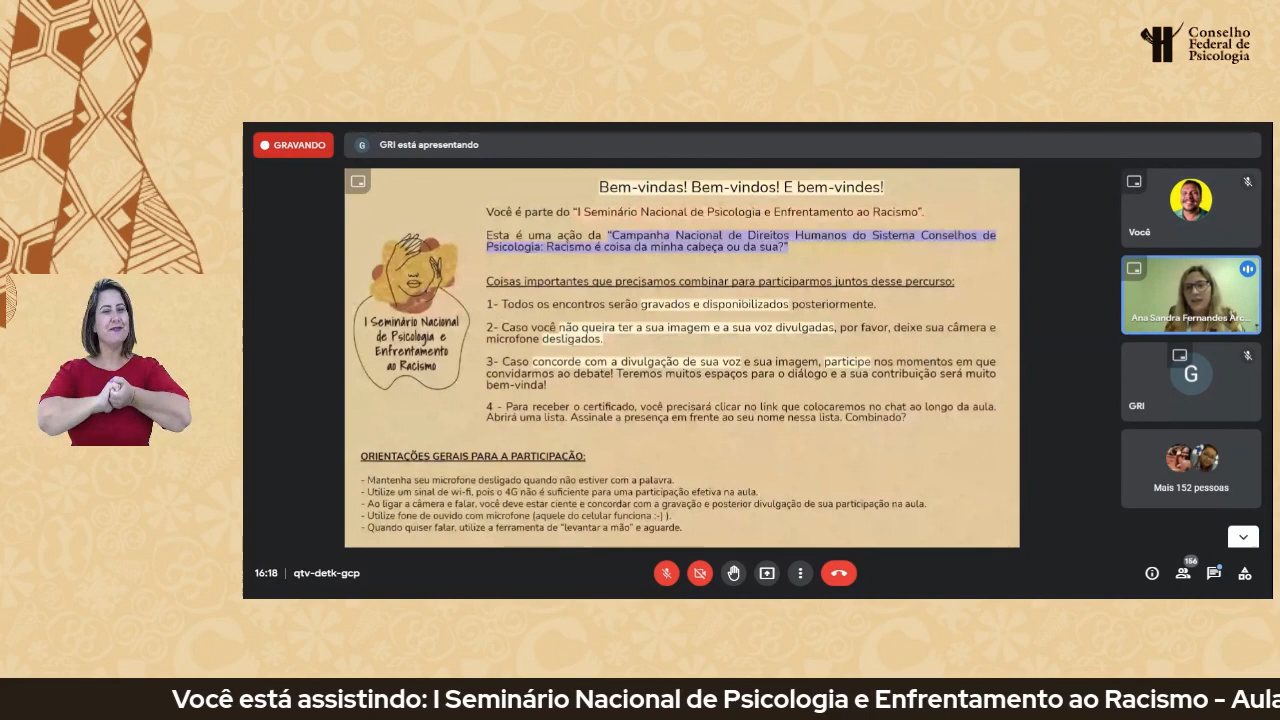 Conselho
Federal de
Psicologia
GRAVANDO
G
GRI está apresentando
Bem-vindas! Bem-vindos! E bem-vindes!
Você é parte do “I Seminário Nacional de Psicologia e Enfrentamento ao Racismo”.
Esta é uma ação da “Campanha Nacional de Direitos Humanos do Sistema Conselhos de
Psicologia: Racismo é coisa da minha cabeça ou da sua?”
Coisas importantes que precisamos combinar para participarmos juntos desse percurso:
1- Todos os encontros serão gravados e disponibilizados posteriormente.
2- Caso você não queira ter a sua imagem e a sua voz divulgadas, por favor, deixe sua câmera e
microfone desligados.
3- Caso concorde com a divulgação de sua voz e sua imagem, participe nos momentos em que
convidarmos ao debate! Teremos muitos espaços para o diálogo e a sua contribuição será muito
bem-vinda!
4 - Para receber o certificado, você precisará clicar no link que colocaremos no chat ao longo da aula.
Abrirá uma lista. Assinale a presença em frente ao seu nome nessa lista. Combinado?
I Seminário Nacional
de Psicologia e
Enfrentamento
ao Racismo
ORIENTAÇÕES GERAIS PARA A PARTICIPAÇÃO:
- Mantenha seu microfone desligado quando não estiver com a palavra.
- Utilize um sinal de wi-fi, pois o 4G não é suficiente para uma participação efetiva na aula.
- Ao ligar a câmera e falar, você deve estar ciente e concordar com a gravação e posterior divulgação de sua participação na aula.
- Utilize fone de ouvido com microfone (aquele do celular funciona :-) ).
- Quando quiser falar, utilize a ferramenta de “levantar a mão” e aguarde.
Você
Ana Sandra Fernandes Arc...
G
GRI
Mais 152 pessoas
16:18 | qtv-detk-gcp
156
Você está assistindo: I Seminário Nacional de Psicologia e Enfrentamento ao Racismo - Aula